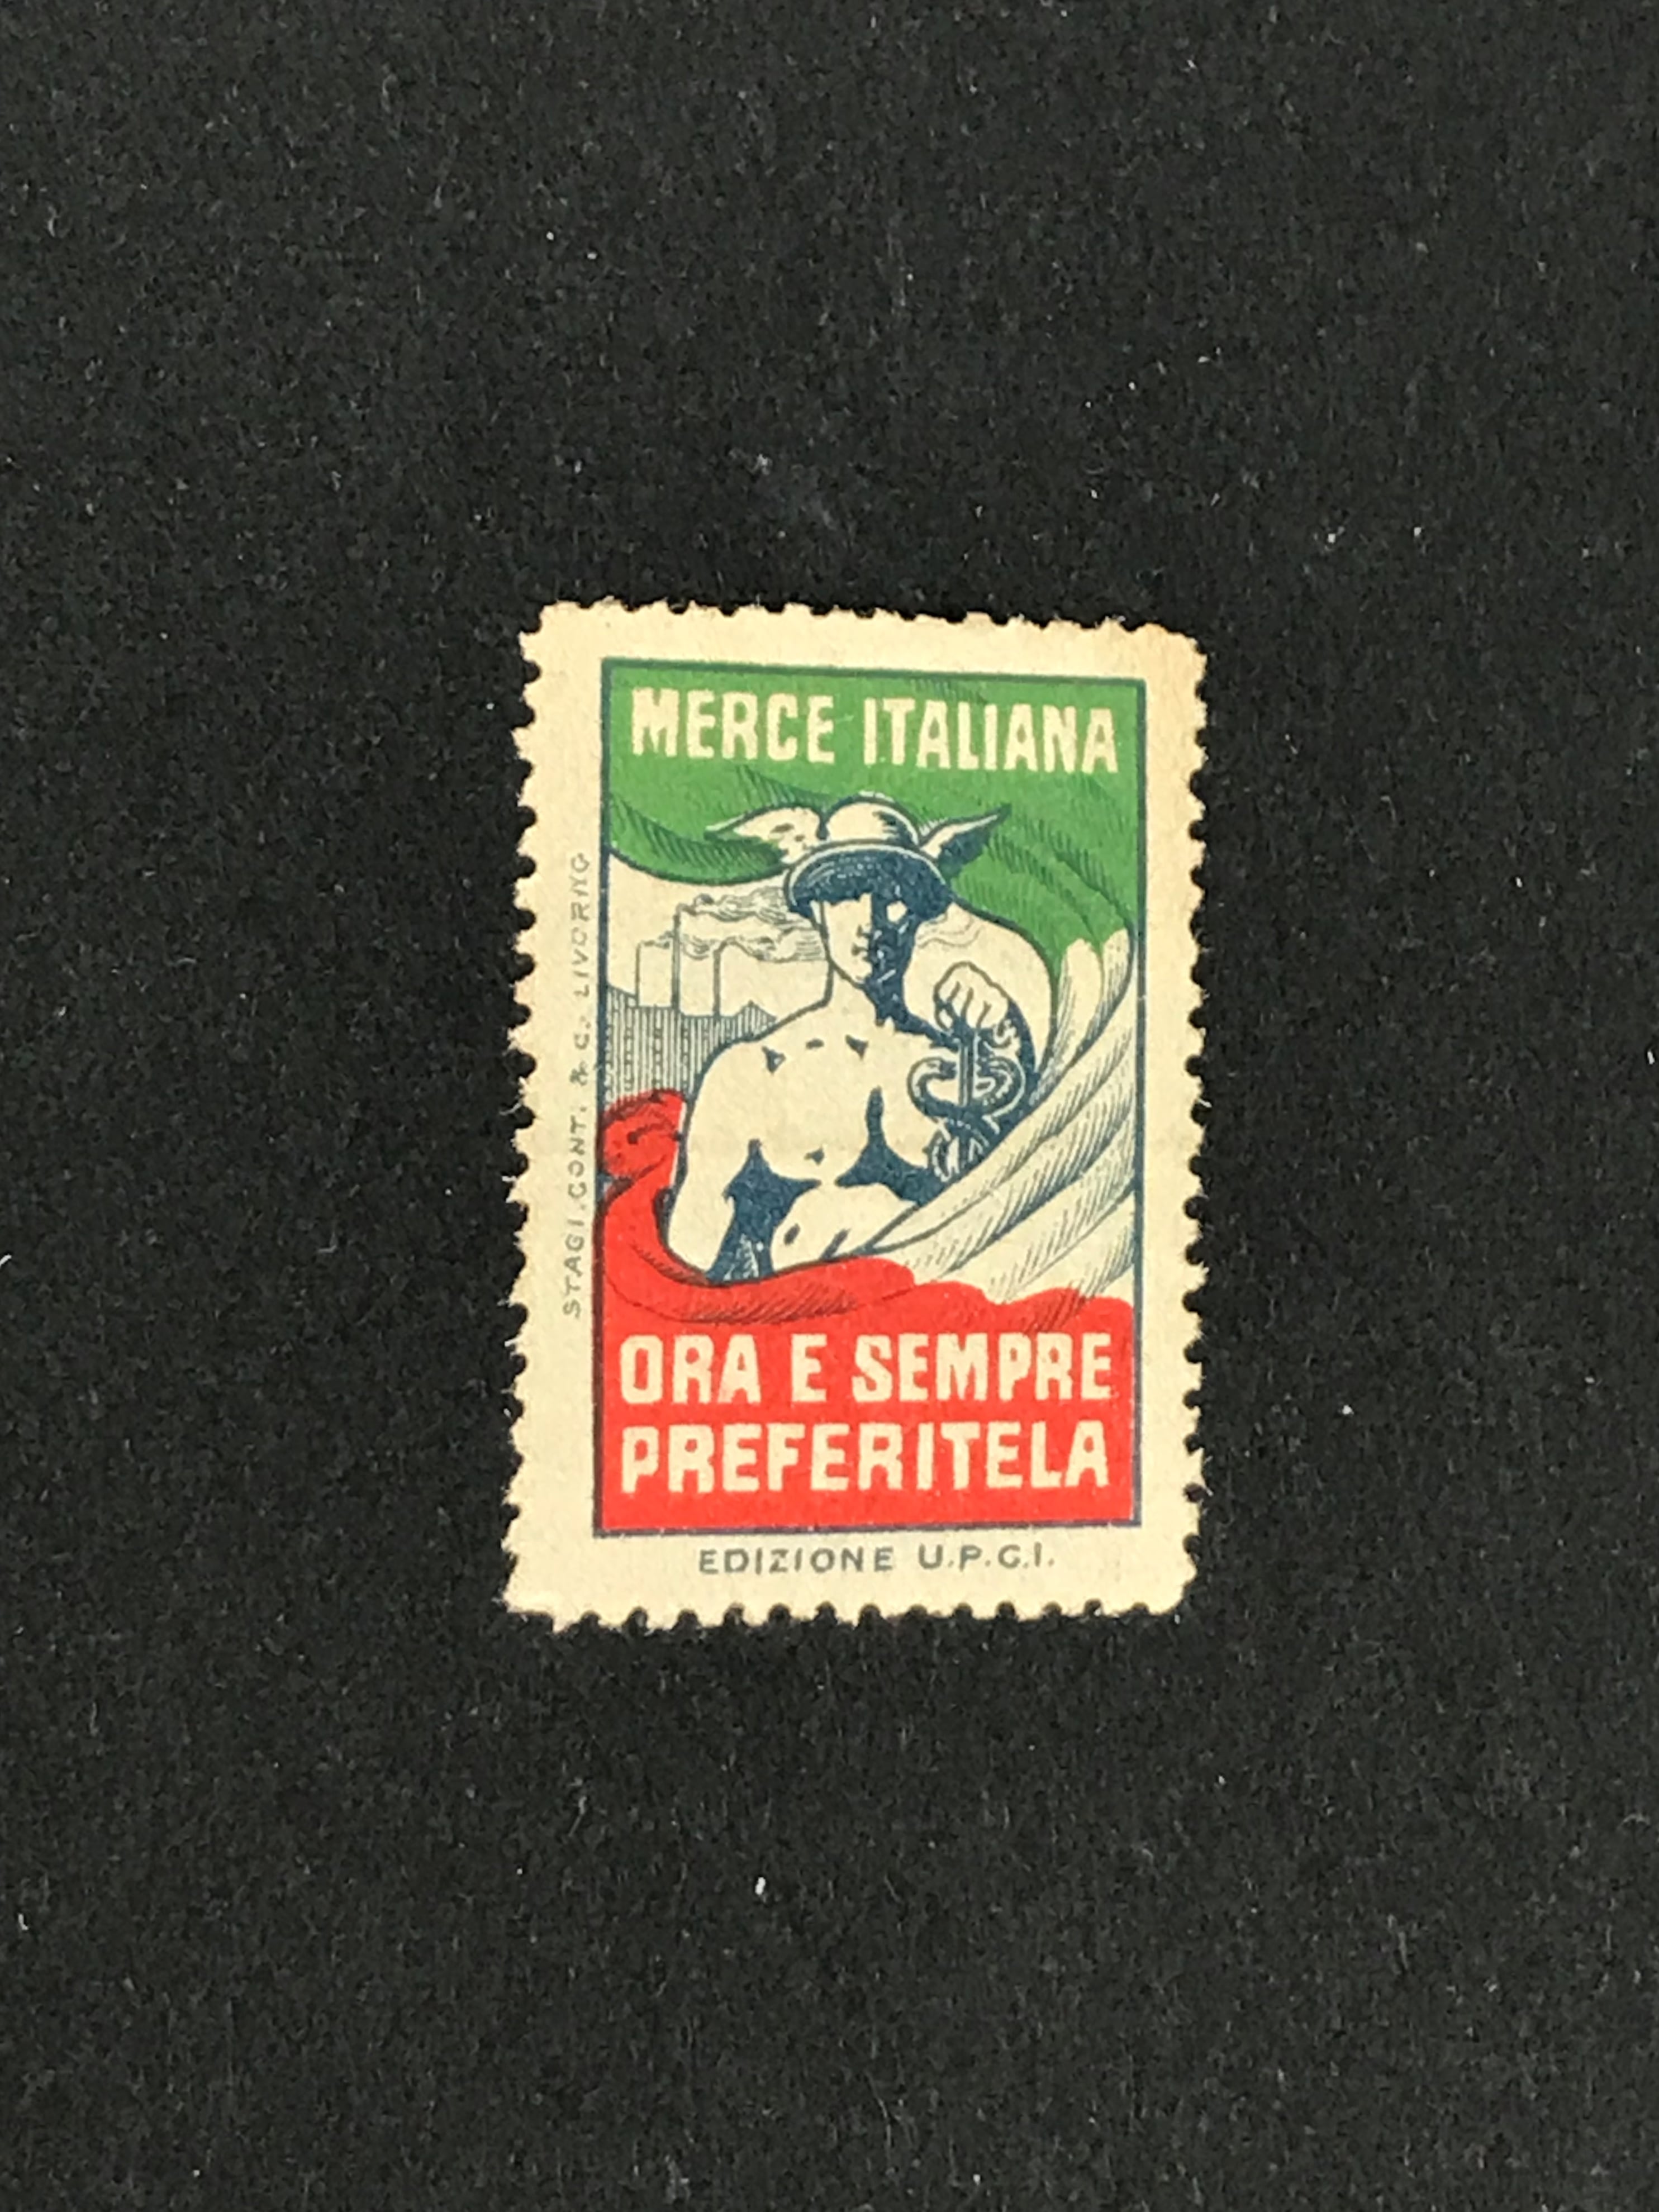 MERCE ITALIANA
ORA E SEMPRE
PREFERITELA
EDIZIONE U.P.C.I.
STAGI. CONT. & C. - LIVORNO